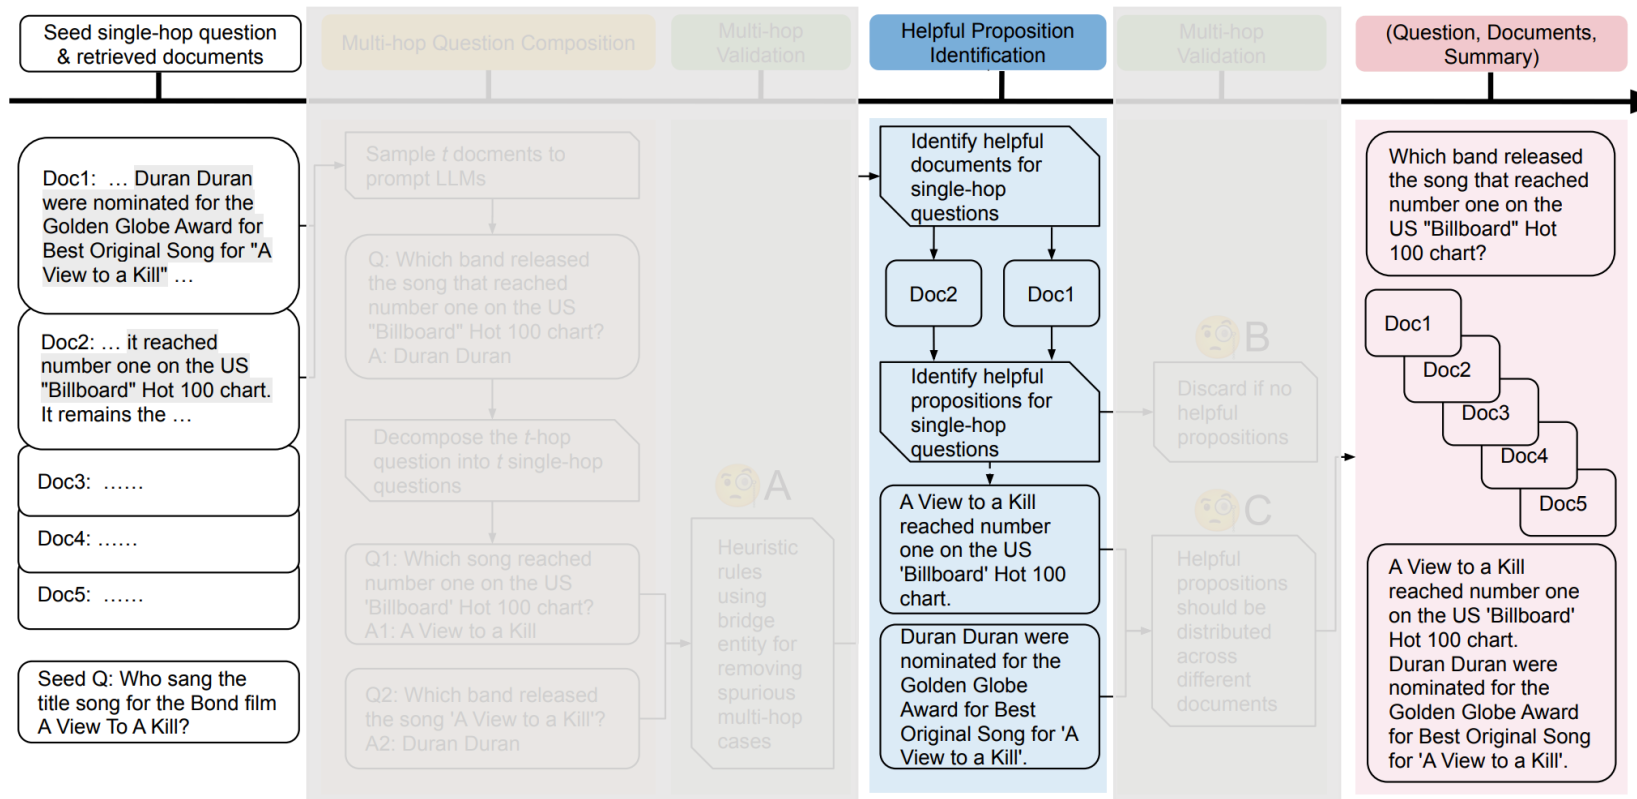 Seed single-hop question
& retrieved documents
Multi-hop Question Composition
Multi-hop
Validation
Helpful Proposition
Identification
Multi-hop
Validation
(Question, Documents,
Summary)
Doc1: … Duran Duran
were nominated for the
Golden Globe Award for
Best Original Song for "A
View to a Kill" …
Doc2: … it reached
number one on the US
"Billboard" Hot 100 chart.
It remains the …
Doc3: ……
Doc4: ……
Doc5: ……
Seed Q: Who sang the
title song for the Bond film
A View To A Kill?
Sample t docments to
prompt LLMs
Q: Which band released
the song that reached
number one on the US
"Billboard" Hot 100 chart?
A: Duran Duran
Decompose the t-hop
question into t single-hop
questions
Q1: Which song reached
number one on the US
'Billboard' Hot 100 chart?
A1: A View to a Kill
Q2: Which band released
the song 'A View to a Kill'?
A2: Duran Duran
A
Heuristic
rules
using
bridge
entity for
removing
spurious
multi-hop
cases
Identify helpful
documents for
single-hop
questions
Doc2
Doc1
Identify helpful
propositions for
single-hop
questions
A View to a Kill
reached number
one on the US
'Billboard' Hot 100
chart.
Duran Duran were
nominated for the
Golden Globe
Award for Best
Original Song for 'A
View to a Kill'.
B
Discard if no
helpful
propositions
C
Helpful
propositions
should be
distributed
across
different
documents
Which band released
the song that reached
number one on the
US "Billboard" Hot
100 chart?
Doc1
Doc2
Doc3
Doc4
Doc5
A View to a Kill
reached number one
on the US 'Billboard'
Hot 100 chart.
Duran Duran were
nominated for the
Golden Globe Award
for Best Original Song
for 'A View to a Kill'.